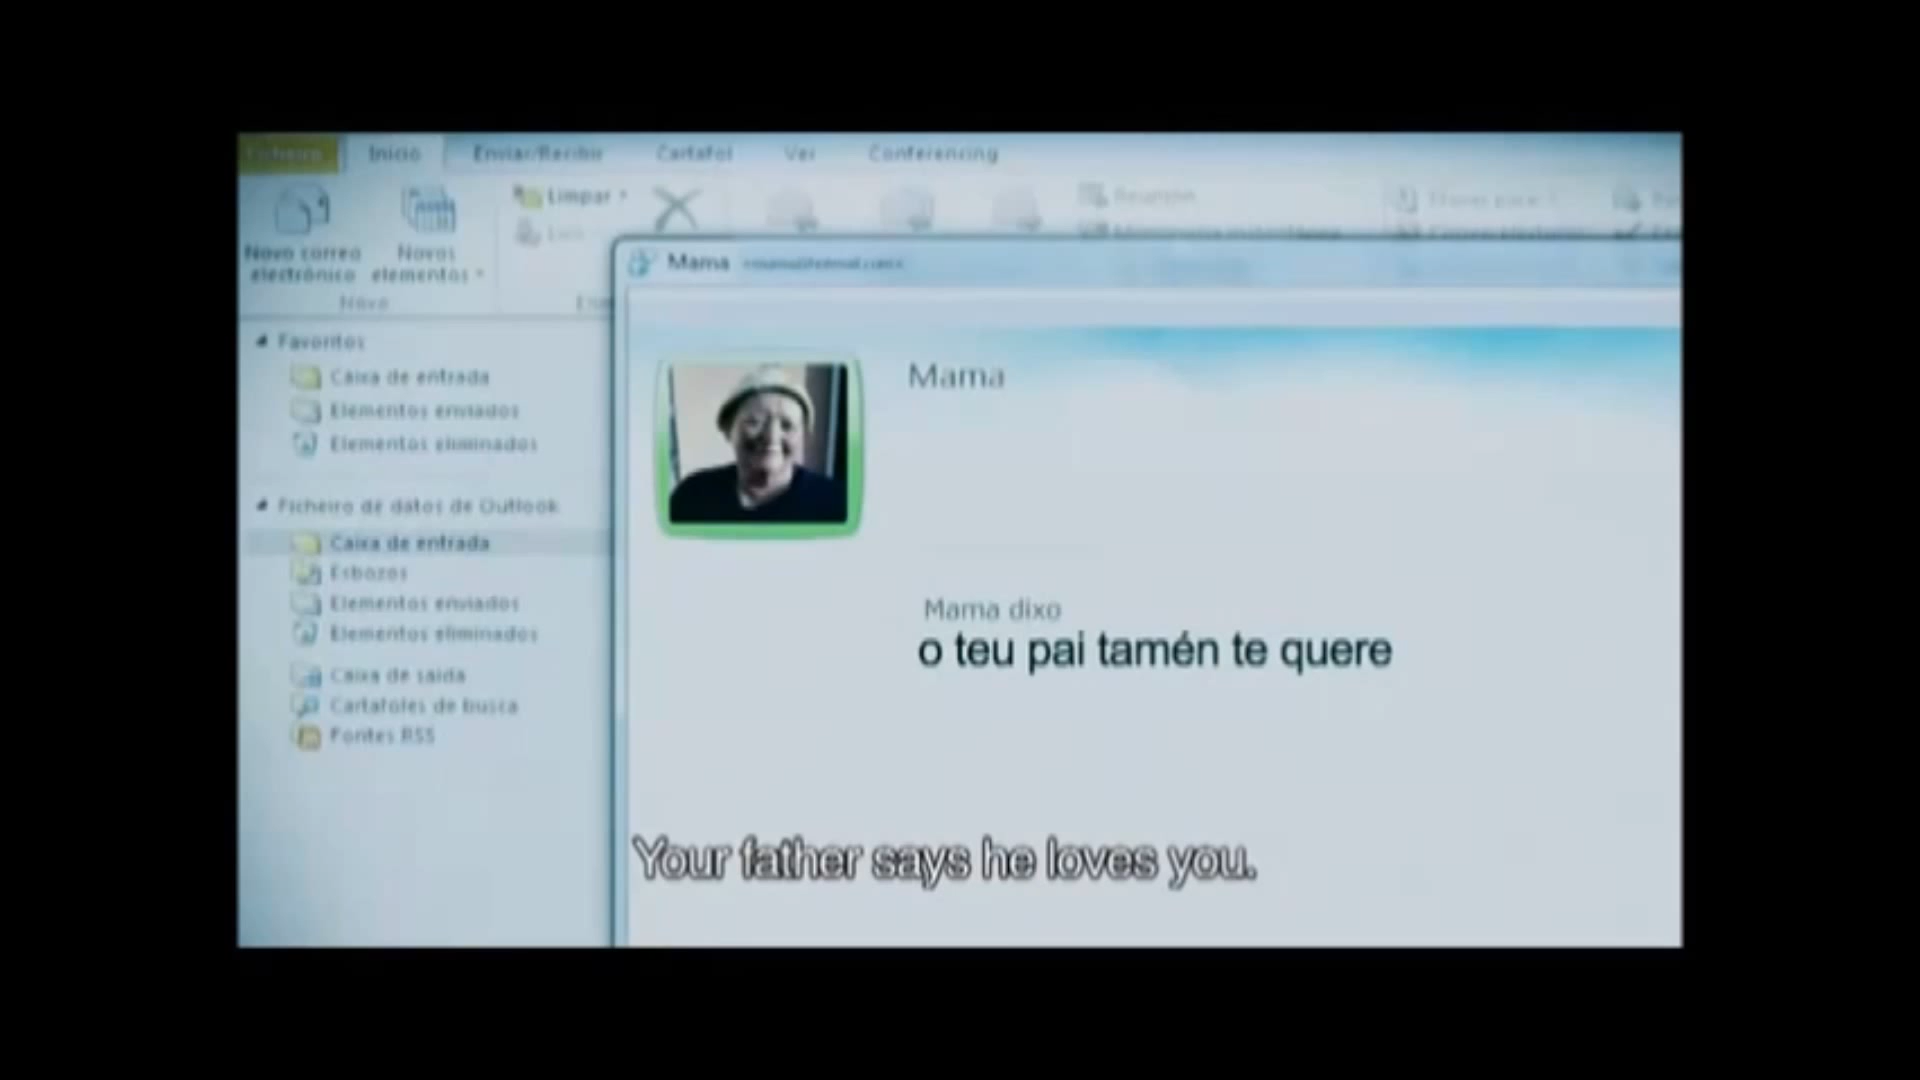 Ficheiro Inicio Enviar/Recibir Cartafol Ver Conferencing
Limpar
Novo correo
electrónico
Novos
elementos
Novo
Mama
Favoritos
Caixa de entrada
Elementos enviados
Elementos eliminados
Ficheiro de datos de Outlook
Caixa de entrada
Esbozos
Elementos enviados
Elementos eliminados
Caixa de saída
Cartafoles de busca
Fontes RSS
Mama
Mama dixo
o teu pai tamén te quere
Your father says he loves you.